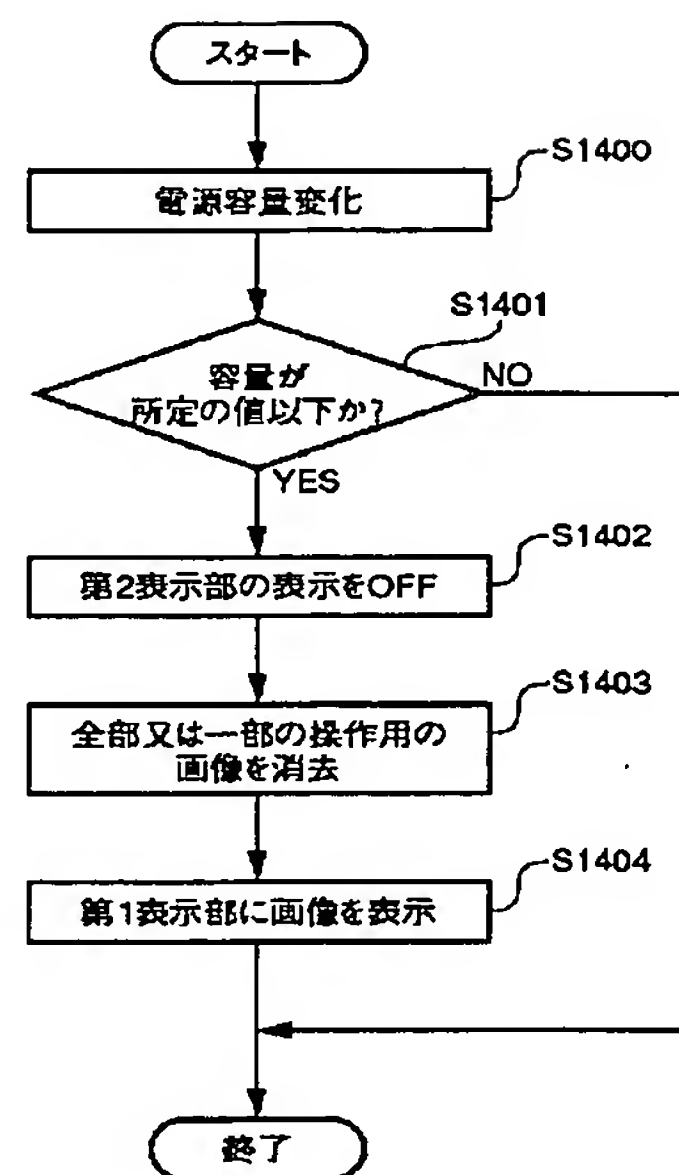 スタート
S1400
電源容量変化
S1401
容量が
所定の値以下か?
NO
YES
S1402
第2表示部の表示をOFF
S1403
全部又は一部の操作用の
画像を消去
S1404
第1表示部に画像を表示
終了